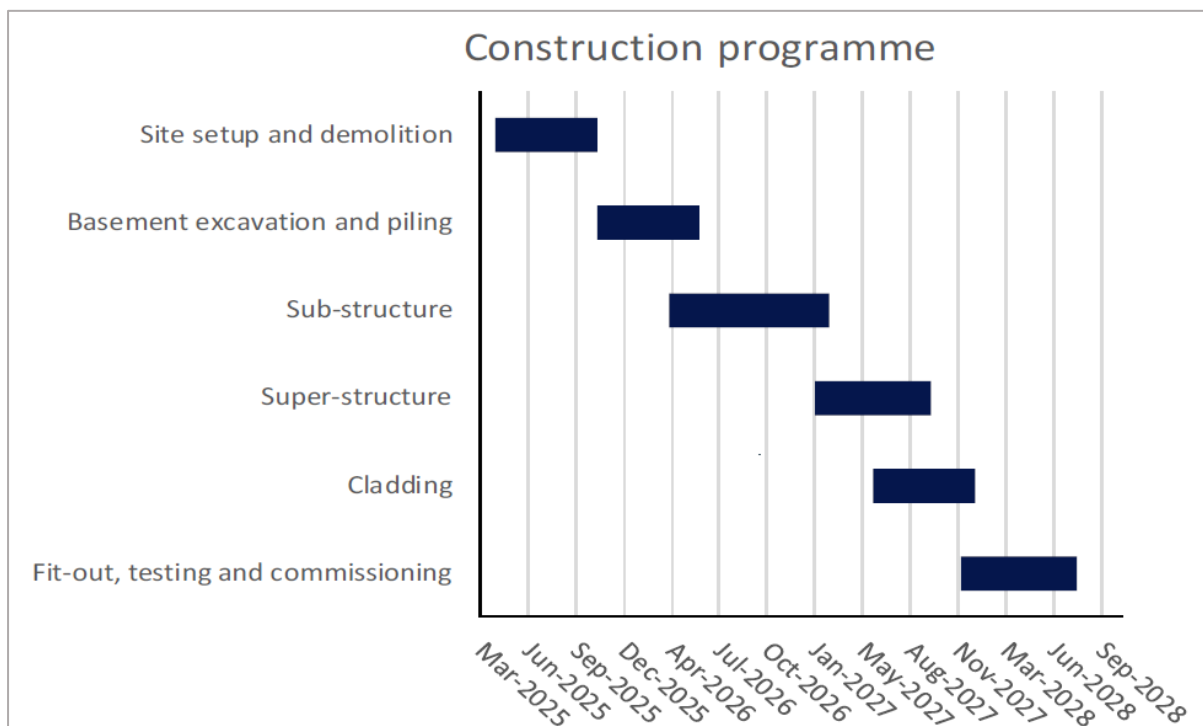 Construction programme
Site setup and demolition
Basement excavation and piling
Sub-structure
Super-structure
Cladding
Fit-out, testing and commissioning
Mar-2025
Jun-2025
Sep-2025
Dec-2025
Apr-2026
Jul-2026
Oct-2026
Jan-2027
May-2027
Aug-2027
Nov-2027
Mar-2028
Jun-2028
Sep-2028